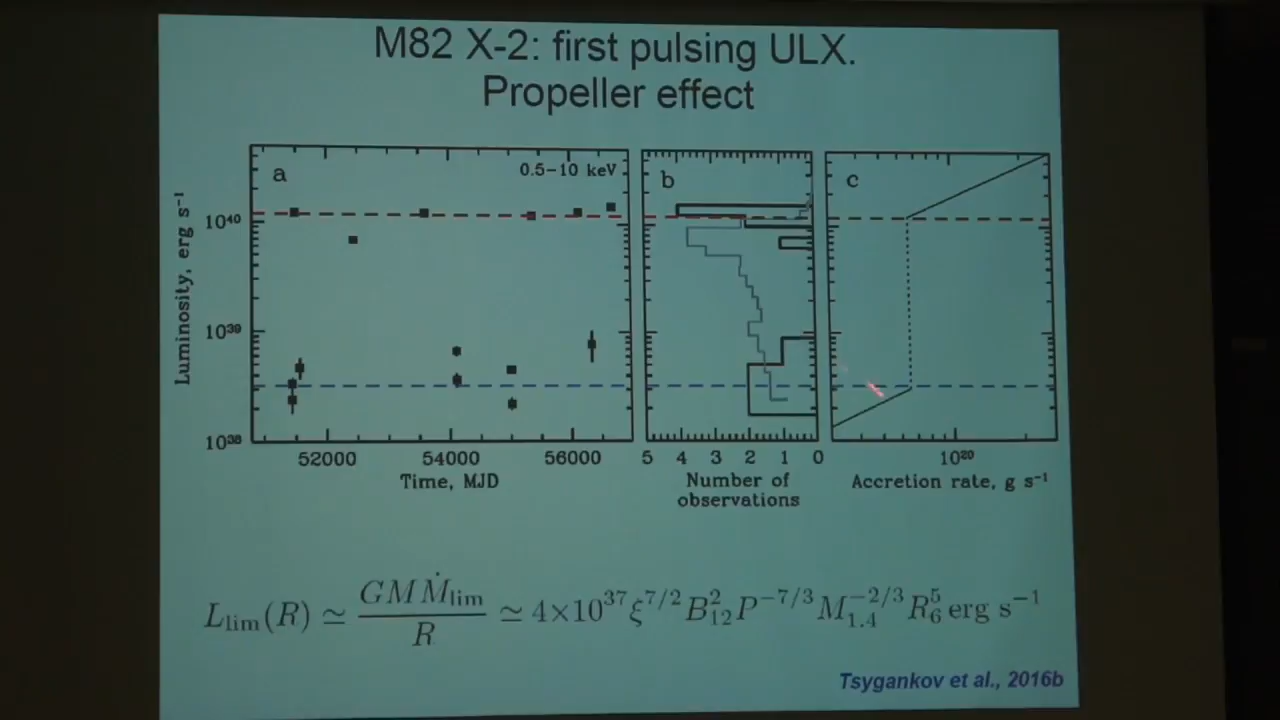 M82 X-2: first pulsing ULX.
Propeller effect
a
0.5-10 keV
b
c
Luminosity, erg s⁻¹
10⁴⁰
10³⁹
10³⁸
52000 54000 56000
5 4 3 2 1 0
10²⁰
Time, MJD
Number of
observations
Accretion rate, g s⁻¹
L_lim(R) ≃ GMṀ_lim / R ≃ 4×10³⁷ ξ^{7/2} B₁₂² P^{−7/3} M_{1.4}^{−2/3} R₆⁵ erg s⁻¹
Tsygankov et al., 2016b